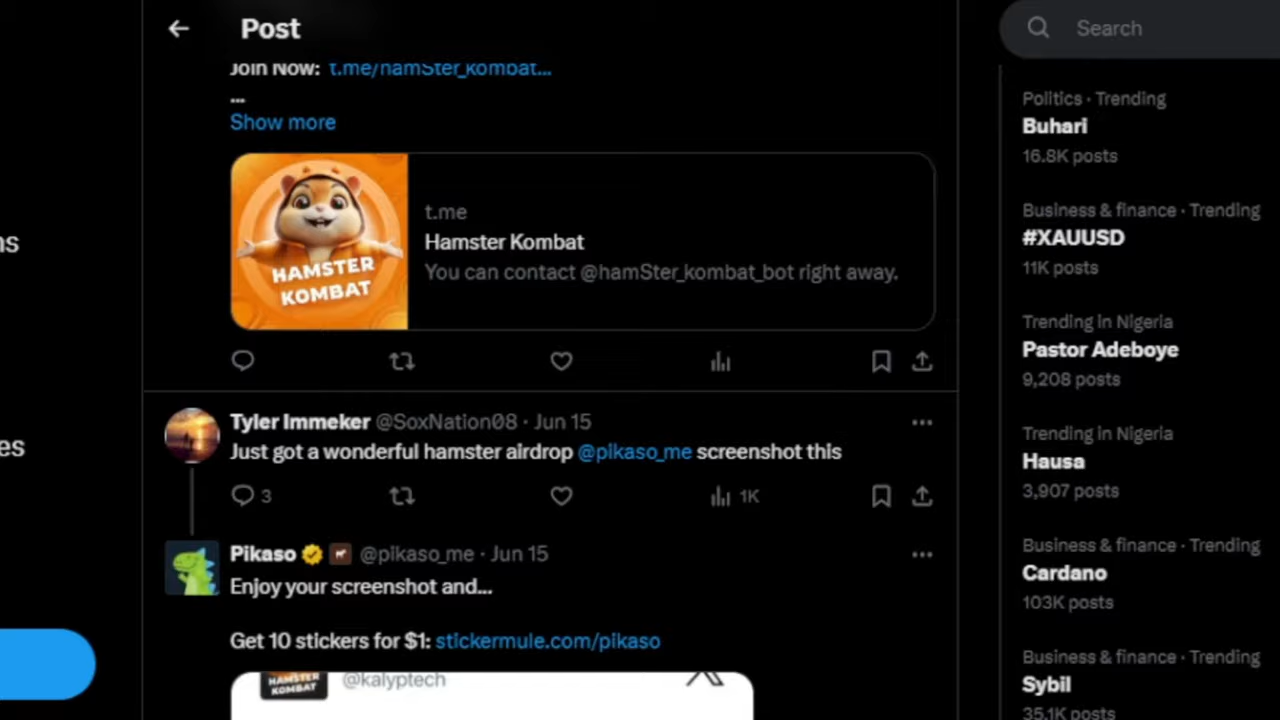 Post
Join Now: t.me/hamSter_kombat...
...
Show more
HAMSTER
KOMBAT
t.me
Hamster Kombat
You can contact @hamSter_kombat_bot right away.
Tyler Immeker @SoxNation08 · Jun 15
Just got a wonderful hamster airdrop @pikaso_me screenshot this
3
1K
Pikaso @pikaso_me · Jun 15
Enjoy your screenshot and...
Get 10 stickers for $1: stickermule.com/pikaso
HAMSTER
KOMBAT
@kalyptech
ns
es
Search
Politics · Trending
Buhari
16.8K posts
Business & finance · Trending
#XAUUSD
11K posts
Trending in Nigeria
Pastor Adeboye
9,208 posts
Trending in Nigeria
Hausa
3,907 posts
Business & finance · Trending
Cardano
103K posts
Business & finance · Trending
Sybil
35.1K posts